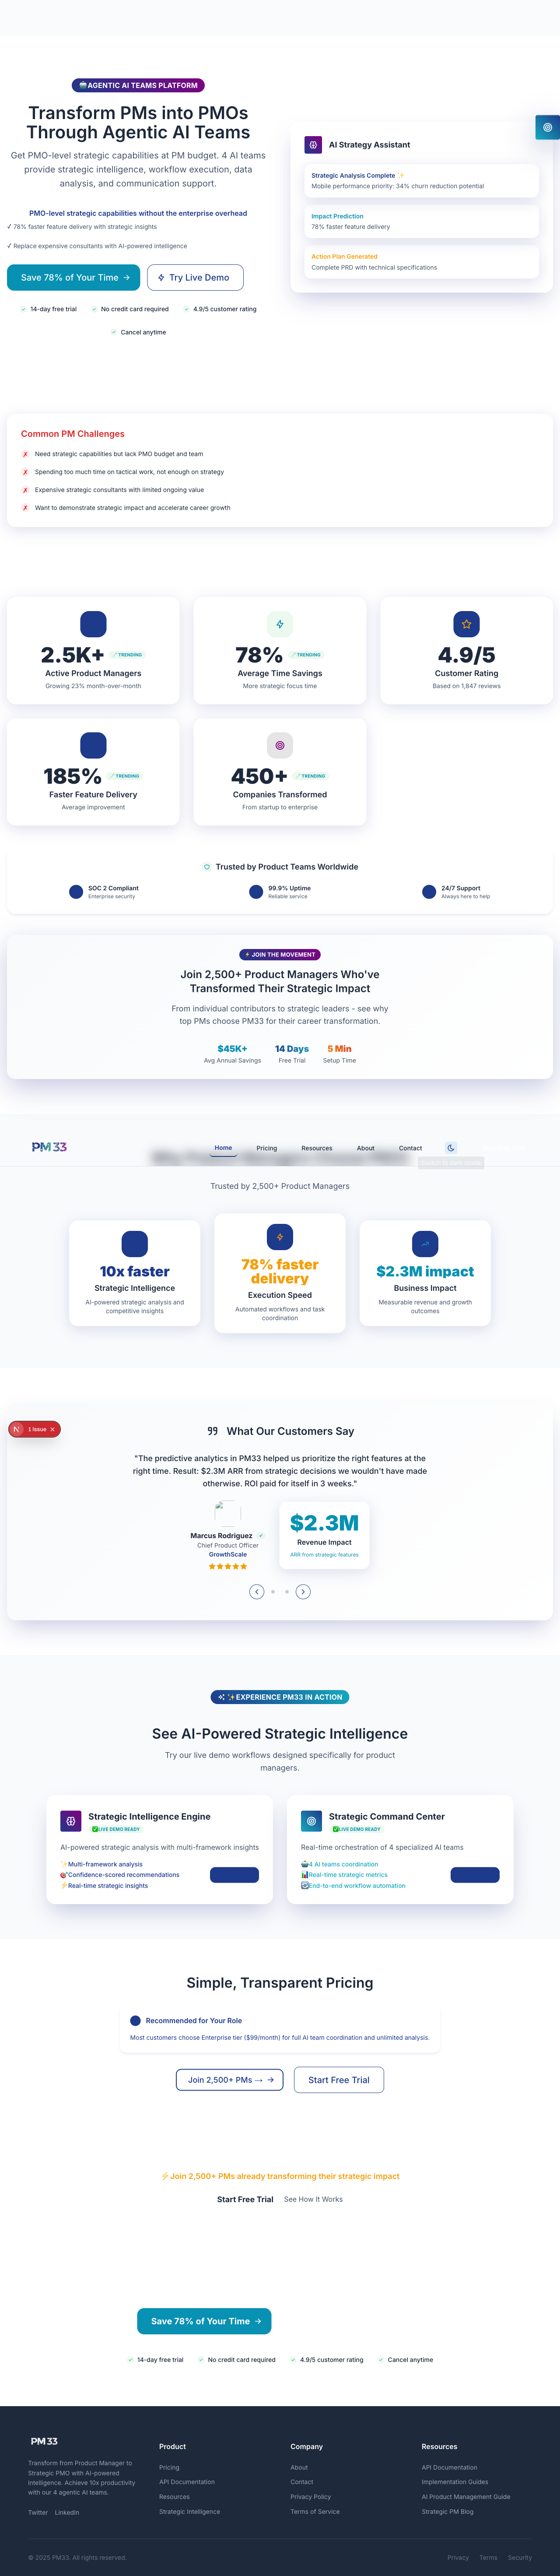 🤖AGENTIC AI TEAMS PLATFORM
Transform PMs into PMOs
Through Agentic AI Teams
Get PMO-level strategic capabilities at PM budget. 4 AI teams
provide strategic intelligence, workflow execution, data
analysis, and communication support.
PMO-level strategic capabilities without the enterprise overhead
✓ 78% faster feature delivery with strategic insights
✓ Replace expensive consultants with AI-powered intelligence
Save 78% of Your Time →
Try Live Demo
14-day free trial
No credit card required
4.9/5 customer rating
Cancel anytime
AI Strategy Assistant
Strategic Analysis Complete ✨
Mobile performance priority: 34% churn reduction potential
Impact Prediction
78% faster feature delivery
Action Plan Generated
Complete PRD with technical specifications
Common PM Challenges
✗ Need strategic capabilities but lack PMO budget and team
✗ Spending too much time on tactical work, not enough on strategy
✗ Expensive strategic consultants with limited ongoing value
✗ Want to demonstrate strategic impact and accelerate career growth
2.5K+
TRENDING
Active Product Managers
Growing 23% month-over-month
78%
TRENDING
Average Time Savings
More strategic focus time
4.9/5
Customer Rating
Based on 1,847 reviews
185%
TRENDING
Faster Feature Delivery
Average improvement
450+
TRENDING
Companies Transformed
From startup to enterprise
Trusted by Product Teams Worldwide
SOC 2 Compliant
Enterprise security
99.9% Uptime
Reliable service
24/7 Support
Always here to help
⚡ JOIN THE MOVEMENT
Join 2,500+ Product Managers Who've
Transformed Their Strategic Impact
From individual contributors to strategic leaders - see why
top PMs choose PM33 for their career transformation.
$45K+
Avg Annual Savings
14 Days
Free Trial
5 Min
Setup Time
PM33
Home
Pricing
Resources
About
Contact
Trusted by 2,500+ Product Managers
10x faster
Strategic Intelligence
AI-powered strategic analysis and
competitive insights
78% faster
delivery
Execution Speed
Automated workflows and task
coordination
$2.3M impact
Business Impact
Measurable revenue and growth
outcomes
N 1 Issue ×
What Our Customers Say
"The predictive analytics in PM33 helped us prioritize the right features at the
right time. Result: $2.3M ARR from strategic decisions we wouldn't have made
otherwise. ROI paid for itself in 3 weeks."
Marcus Rodriguez
Chief Product Officer
GrowthScale
$2.3M
Revenue Impact
ARR from strategic features
✨EXPERIENCE PM33 IN ACTION
See AI-Powered Strategic Intelligence
Try our live demo workflows designed specifically for product
managers.
Strategic Intelligence Engine
✅LIVE DEMO READY
AI-powered strategic analysis with multi-framework insights
✨Multi-framework analysis
🎯Confidence-scored recommendations
⚡Real-time strategic insights
Strategic Command Center
✅LIVE DEMO READY
Real-time orchestration of 4 specialized AI teams
🤖4 AI teams coordination
📊Real-time strategic metrics
🔄End-to-end workflow automation
Simple, Transparent Pricing
Recommended for Your Role
Most customers choose Enterprise tier ($99/month) for full AI team coordination and unlimited analysis.
Join 2,500+ PMs → →
Start Free Trial
⚡Join 2,500+ PMs already transforming their strategic impact
Start Free Trial
See How It Works
Save 78% of Your Time →
14-day free trial
No credit card required
4.9/5 customer rating
Cancel anytime
PM33
Transform from Product Manager to
Strategic PMO with AI-powered
intelligence. Achieve 10x productivity
with our 4 agentic AI teams.
Twitter
LinkedIn
Product
Pricing
API Documentation
Resources
Strategic Intelligence
Company
About
Contact
Privacy Policy
Terms of Service
Resources
API Documentation
Implementation Guides
AI Product Management Guide
Strategic PM Blog
© 2025 PM33. All rights reserved.
Privacy
Terms
Security